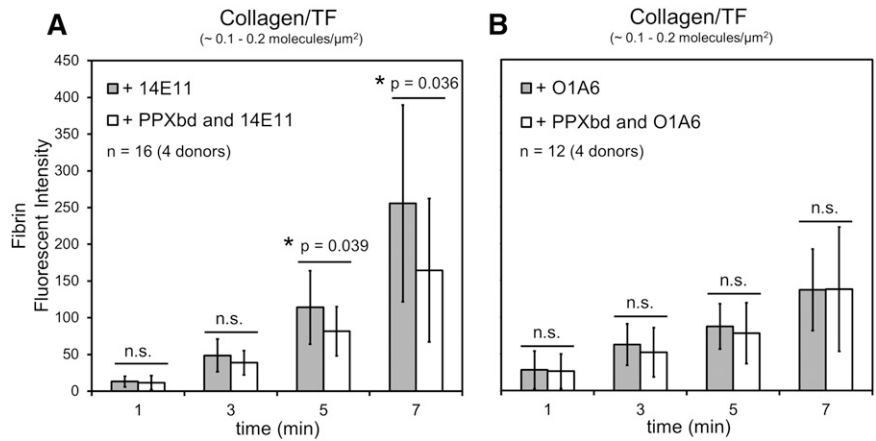 A
Collagen/TF
(~ 0.1 - 0.2 molecules/µm²)
Fibrin
Fluorescent Intensity
450
400
350
300
250
200
150
100
50
0
+ 14E11
+ PPXbd and 14E11
n = 16 (4 donors)
n.s.
n.s.
* p = 0.039
* p = 0.036
1 3 5 7
time (min)
B
Collagen/TF
(~ 0.1 - 0.2 molecules/µm²)
+ O1A6
+ PPXbd and O1A6
n = 12 (4 donors)
n.s.
n.s.
n.s.
n.s.
1 3 5 7
time (min)